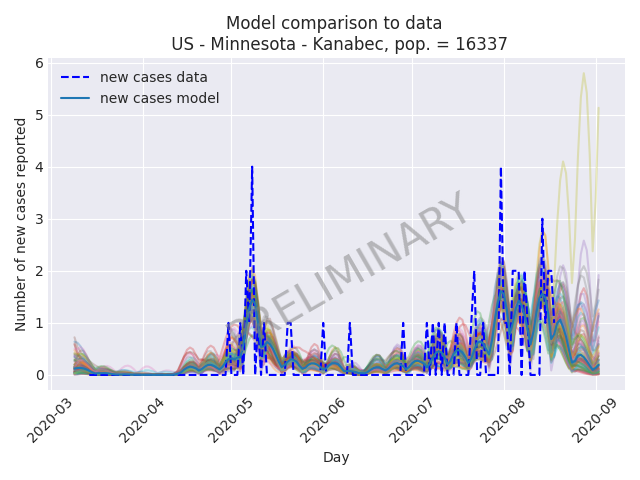 Model comparison to data
US - Minnesota - Kanabec, pop. = 16337
new cases data
new cases model
Number of new cases reported
6
5
4
3
2
1
0
PRELIMINARY
2020-03
2020-04
2020-05
2020-06
2020-07
2020-08
2020-09
Day